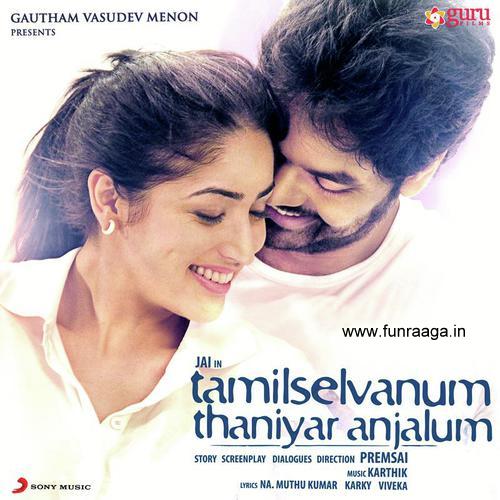 GAUTHAM VASUDEV MENON
PRESENTS
guru
FILMS
www.funraaga.in
JAI IN
tamilselvanum
thaniyar anjalum
STORY SCREENPLAY DIALOGUES DIRECTION PREMSAI
MUSIC KARTHIK
LYRICS NA. MUTHU KUMAR KARKY VIVEKA
SONY MUSIC